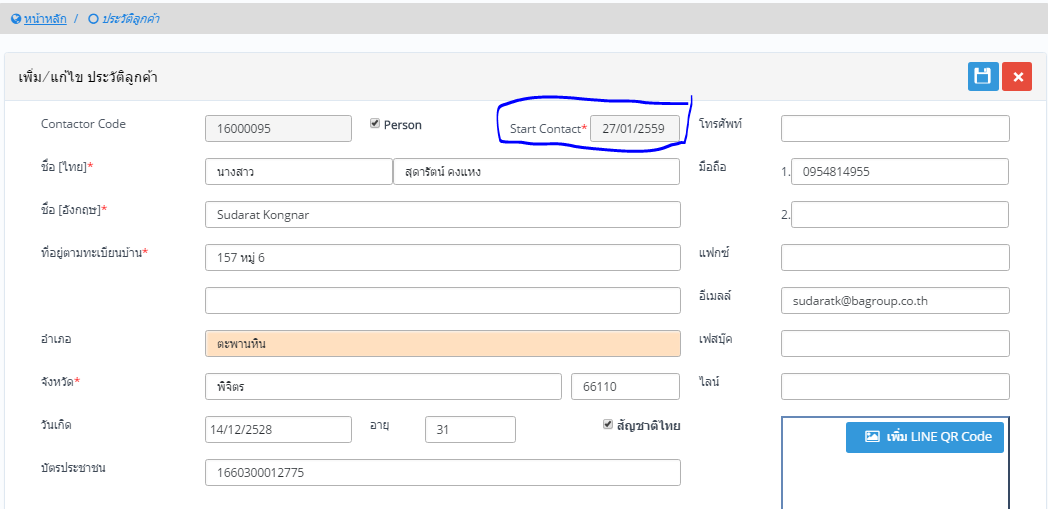 หน้าหลัก / ประวัติลูกค้า
เพิ่ม/แก้ไข ประวัติลูกค้า
Contactor Code 16000095 Person Start Contact* 27/01/2559 โทรศัพท์
ชื่อ [ไทย]* นางสาว สุดารัตน์ คงแหง มือถือ 1. 0954814955
ชื่อ [อังกฤษ]* Sudarat Kongnar 2.
ที่อยู่ตามทะเบียนบ้าน* 157 หมู่ 6 แฟกซ์
อีเมลล์ sudaratk@bagroup.co.th
อำเภอ ตะพานหิน เฟสบุ๊ค
จังหวัด* พิจิตร 66110 ไลน์
วันเกิด 14/12/2528 อายุ 31 สัญชาติไทย เพิ่ม LINE QR Code
บัตรประชาชน 1660300012775